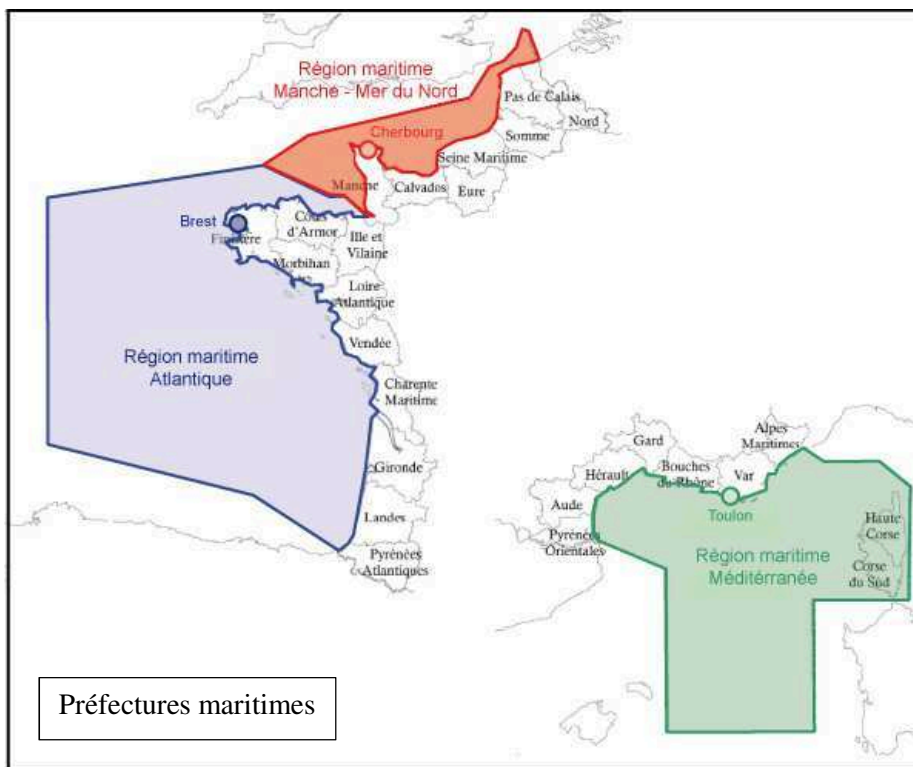 Région maritime
Manche - Mer du Nord
Cherbourg
Pas de Calais
Nord
Somme
Seine Maritime
Manche
Calvados
Eure
Brest
Finistère
Côtes
d'Armor
Ille et
Vilaine
Morbihan
Loire
Atlantique
Vendée
Région maritime
Atlantique
Charente
Maritime
Gironde
Landes
Pyrénées
Atlantiques
Alpes
Maritimes
Gard
Hérault
Bouches
du Rhône
Var
Aude
Toulon
Pyrénées
Orientales
Haute
Corse
Région maritime
Méditérranée
Corse
du Sud
Préfectures maritimes